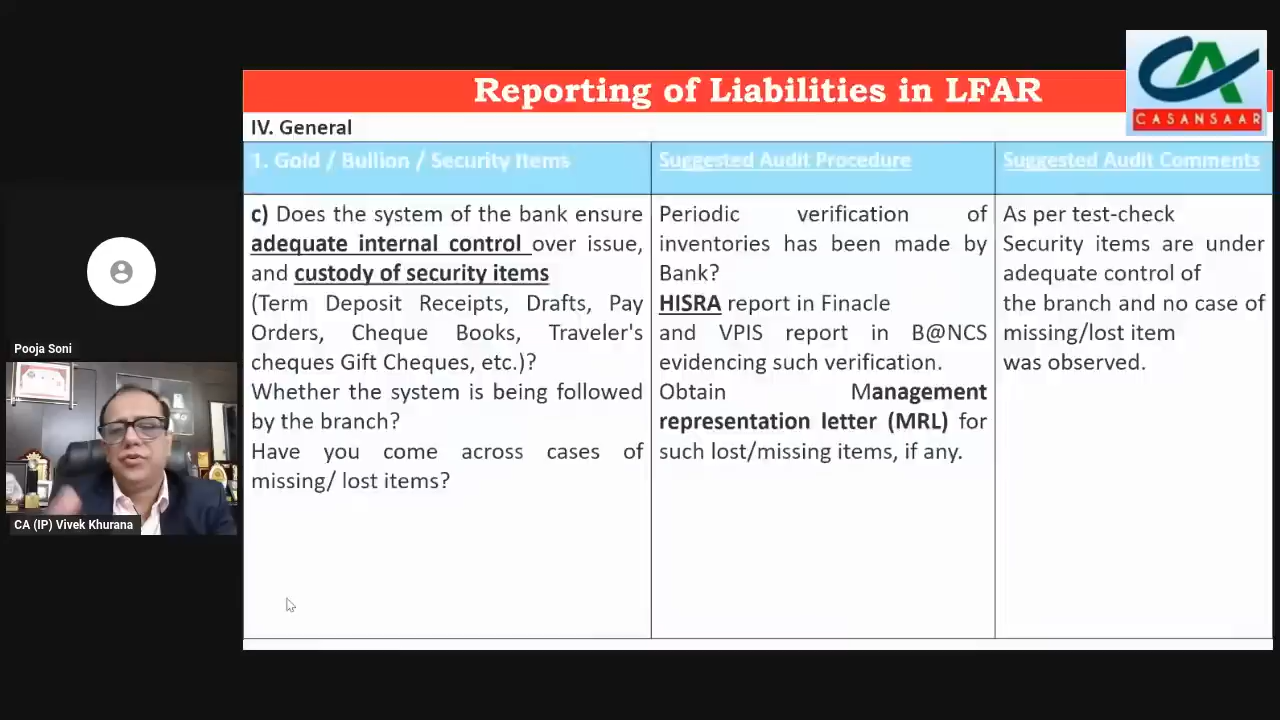 Reporting of Liabilities in LFAR
CASANSAAR
IV. General
1. Gold / Bullion / Security Items
Suggested Audit Procedure
Suggested Audit Comments
c) Does the system of the bank ensure
adequate internal control over issue,
and custody of security items
(Term Deposit Receipts, Drafts, Pay
Orders, Cheque Books, Traveler's
cheques Gift Cheques, etc.)?
Whether the system is being followed
by the branch?
Have you come across cases of
missing/ lost items?
Periodic verification of
inventories has been made by
Bank?
HISRA report in Finacle
and VPIS report in B@NCS
evidencing such verification.
Obtain Management
representation letter (MRL) for
such lost/missing items, if any.
As per test-check
Security items are under
adequate control of
the branch and no case of
missing/lost item
was observed.
Pooja Soni
CA (IP) Vivek Khurana